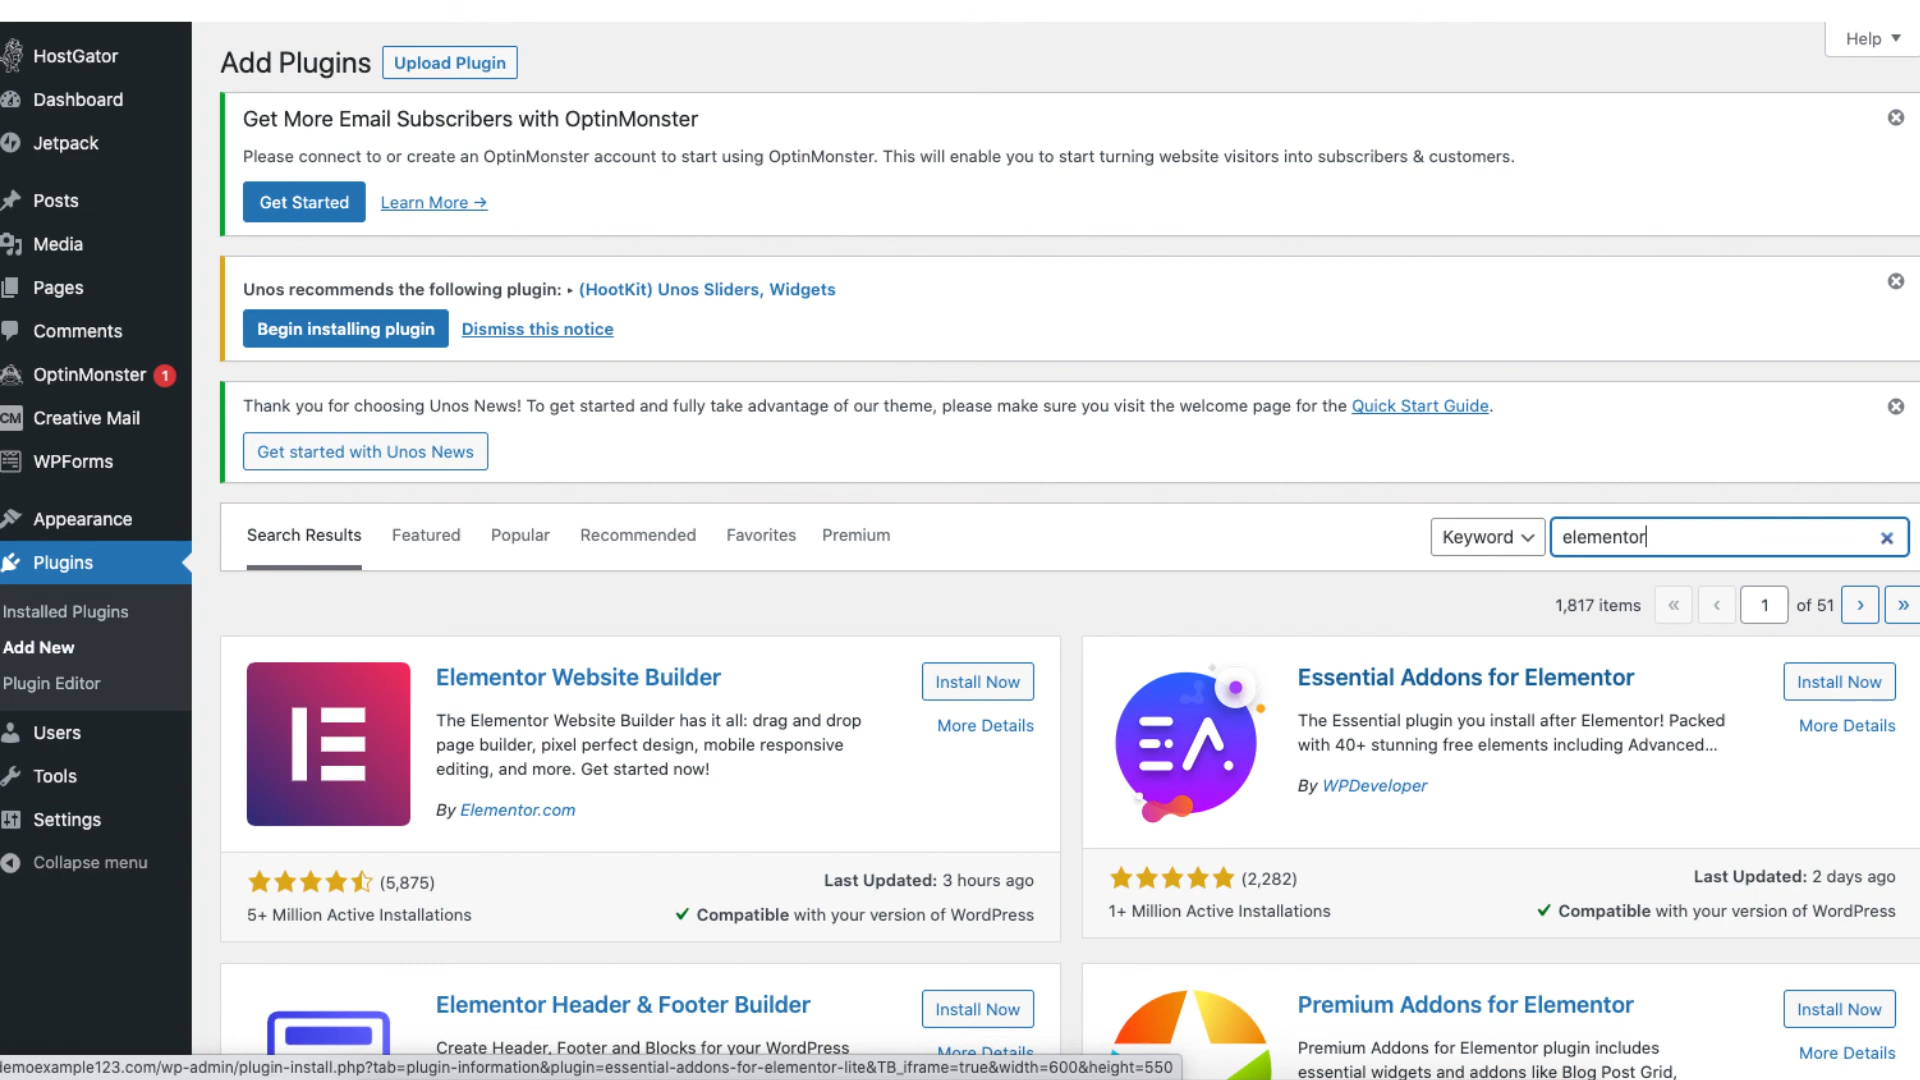 HostGator
Dashboard
Jetpack
Posts
Media
Pages
Comments
OptinMonster 1
CM Creative Mail
WPForms
Appearance
Plugins
Installed Plugins
Add New
Plugin Editor
Users
Tools
Settings
Collapse menu
Help ▼
Add Plugins Upload Plugin
Get More Email Subscribers with OptinMonster
Please connect to or create an OptinMonster account to start using OptinMonster. This will enable you to start turning website visitors into subscribers & customers.
Get Started Learn More →
Unos recommends the following plugin: ▸ (HootKit) Unos Sliders, Widgets
Begin installing plugin Dismiss this notice
Thank you for choosing Unos News! To get started and fully take advantage of our theme, please make sure you visit the welcome page for the Quick Start Guide.
Get started with Unos News
Search Results Featured Popular Recommended Favorites Premium Keyword elementor
1,817 items « ‹ 1 of 51 › »
Elementor Website Builder
Install Now
More Details
The Elementor Website Builder has it all: drag and drop
page builder, pixel perfect design, mobile responsive
editing, and more. Get started now!
By Elementor.com
(5,875)
Last Updated: 3 hours ago
5+ Million Active Installations
✔ Compatible with your version of WordPress
EA
Essential Addons for Elementor
Install Now
More Details
The Essential plugin you install after Elementor! Packed
with 40+ stunning free elements including Advanced...
By WPDeveloper
(2,282)
Last Updated: 2 days ago
1+ Million Active Installations
✔ Compatible with your version of WordPress
Elementor Header & Footer Builder
Install Now
More Details
Create Header, Footer and Blocks for your WordPress
Premium Addons for Elementor
Install Now
More Details
Premium Addons for Elementor plugin includes
essential widgets and addons like Blog Post Grid,
demoexample123.com/wp-admin/plugin-install.php?tab=plugin-information&plugin=essential-addons-for-elementor-lite&TB_iframe=true&width=600&height=550